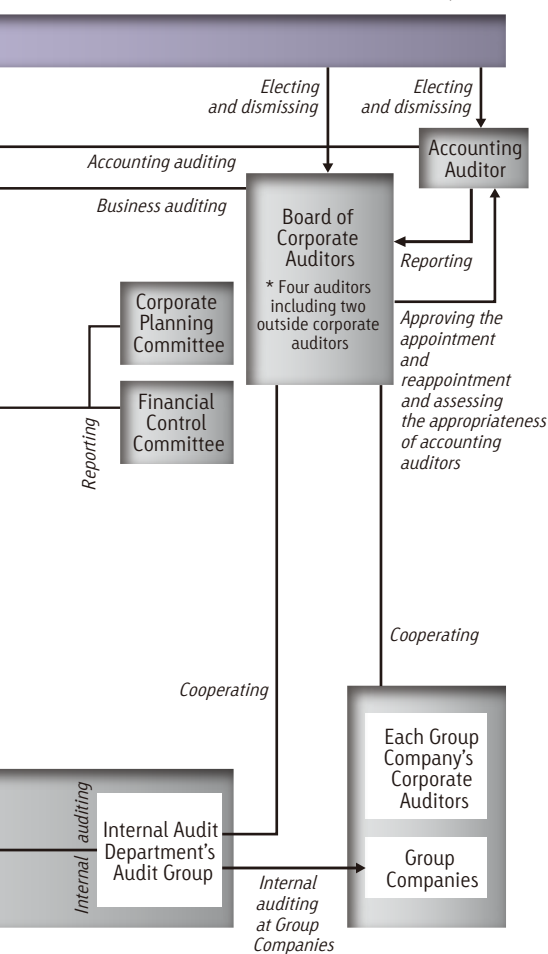 Electing
and dismissing
Electing
and dismissing
Accounting auditing
Accounting
Auditor
Business auditing
Board of
Corporate
Auditors
* Four auditors
including two
outside corporate
auditors
Reporting
Approving the
appointment
and
reappointment
and assessing
the appropriateness
of accounting
auditors
Corporate
Planning
Committee
Financial
Control
Committee
Reporting
Cooperating
Cooperating
Each Group
Company's
Corporate
Auditors
Internal auditing
Internal Audit
Department's
Audit Group
Group
Companies
Internal
auditing
at Group
Companies